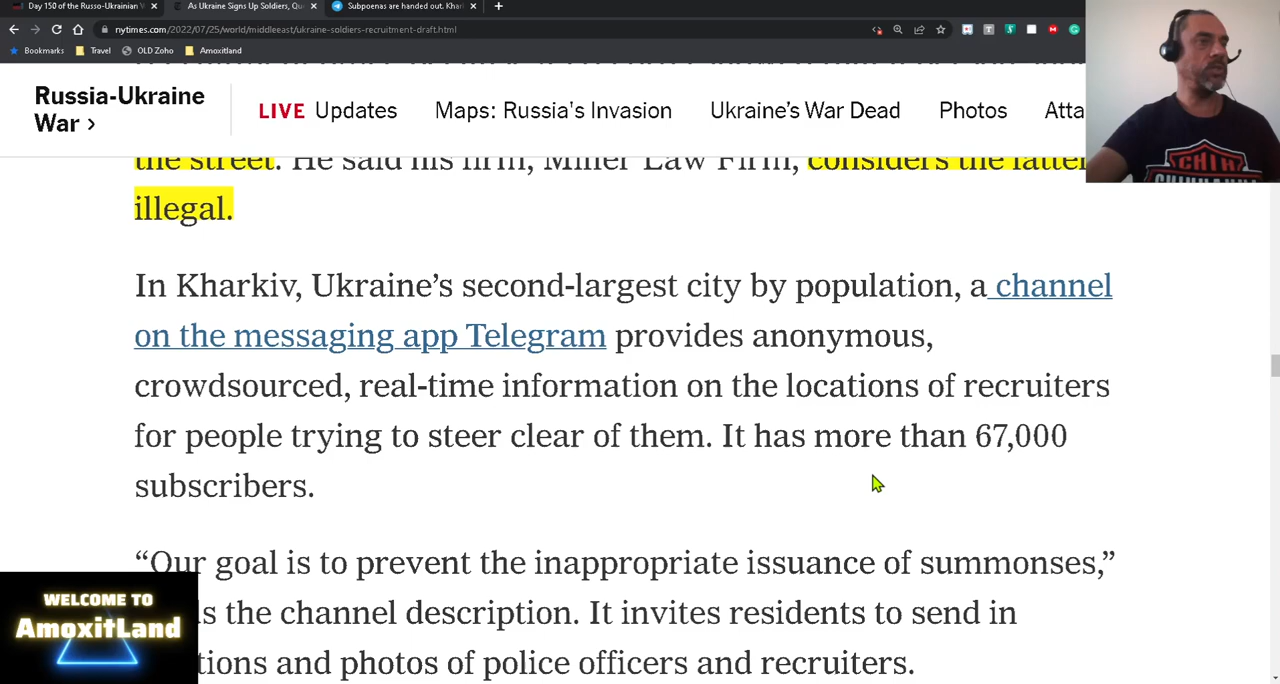 Day 150 of the Russo-Ukrainian
As Ukraine Signs Up Soldiers, Qu
Subpoenas are handed out. Khar
nytimes.com/2022/07/25/world/middleeast/ukraine-soldiers-recruitment-draft.html
Bookmarks Travel OLD Zoho Amoxitland
Russia-Ukraine
War >
LIVE Updates Maps: Russia's Invasion Ukraine's War Dead Photos Atta
the street. He said his firm, Miller Law Firm, considers the latter
illegal.
In Kharkiv, Ukraine's second-largest city by population, a channel
on the messaging app Telegram provides anonymous,
crowdsourced, real-time information on the locations of recruiters
for people trying to steer clear of them. It has more than 67,000
subscribers.
“Our goal is to prevent the inappropriate issuance of summonses,”
ds the channel description. It invites residents to send in
tions and photos of police officers and recruiters.
WELCOME TO
AmoxitLand
CHIR